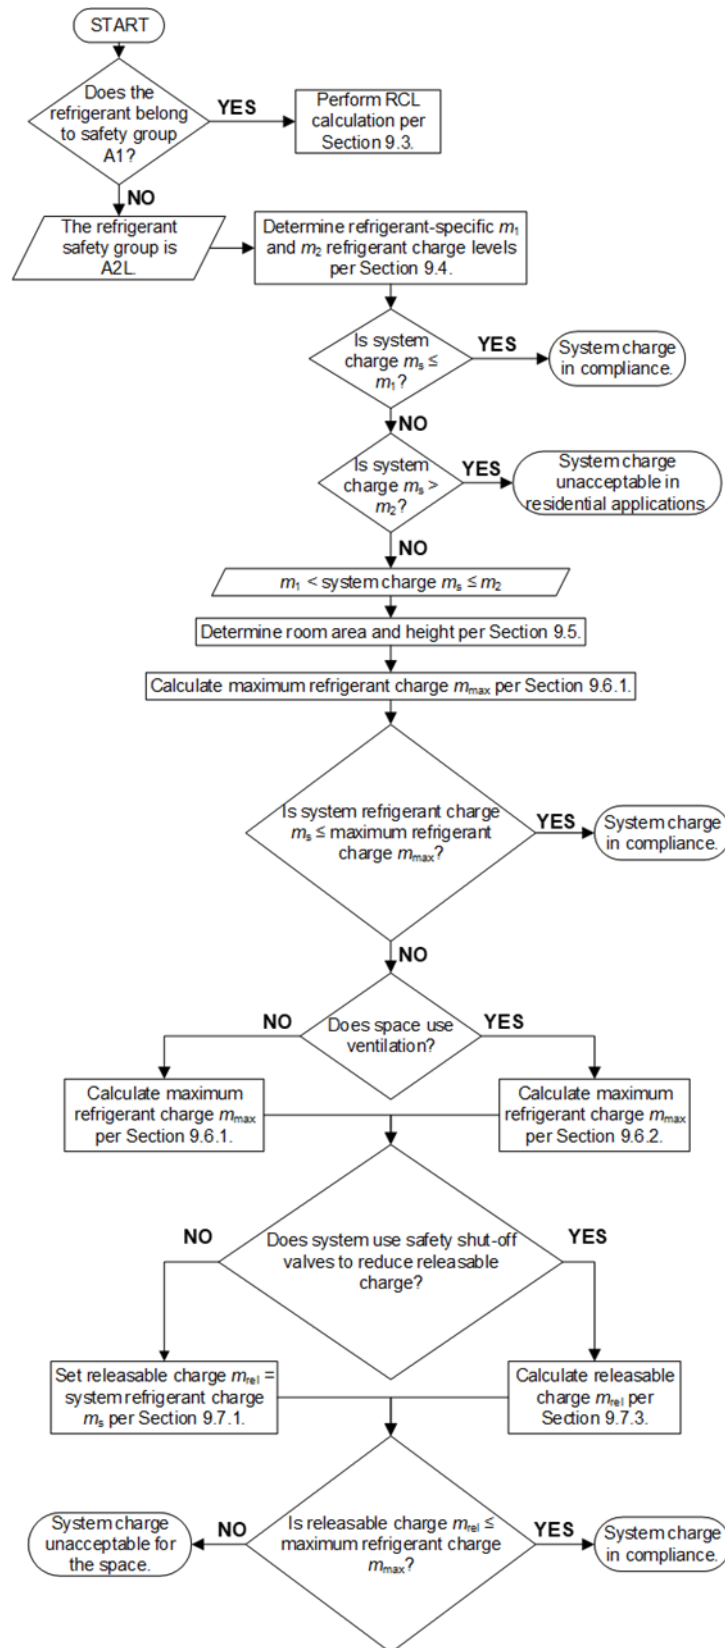 START
Does the
refrigerant belong
to safety group
A1?
YES
Perform RCL
calculation per
Section 9.3.
NO
The refrigerant
safety group is
A2L.
Determine refrigerant-specific m₁
and m₂ refrigerant charge levels
per Section 9.4.
Is system
charge mₛ ≤
m₁?
YES
System charge
in compliance.
NO
Is system
charge mₛ >
m₂?
YES
System charge
unacceptable in
residential applications.
NO
m₁ < system charge mₛ ≤ m₂
Determine room area and height per Section 9.5.
Calculate maximum refrigerant charge mmax per Section 9.6.1.
Is system refrigerant charge
mₛ ≤ maximum refrigerant
charge mmax?
YES
System charge
in compliance.
NO
Does space use
ventilation?
NO
YES
Calculate maximum
refrigerant charge mmax
per Section 9.6.1.
Calculate maximum
refrigerant charge mmax
per Section 9.6.2.
Does system use safety shut-off
valves to reduce releasable
charge?
NO
YES
Set releasable charge mrel =
system refrigerant charge
mₛ per Section 9.7.1.
Calculate releasable
charge mrel per
Section 9.7.3.
Is releasable charge mrel ≤
maximum refrigerant charge
mmax?
NO
System charge
unacceptable for
the space.
YES
System charge
in compliance.